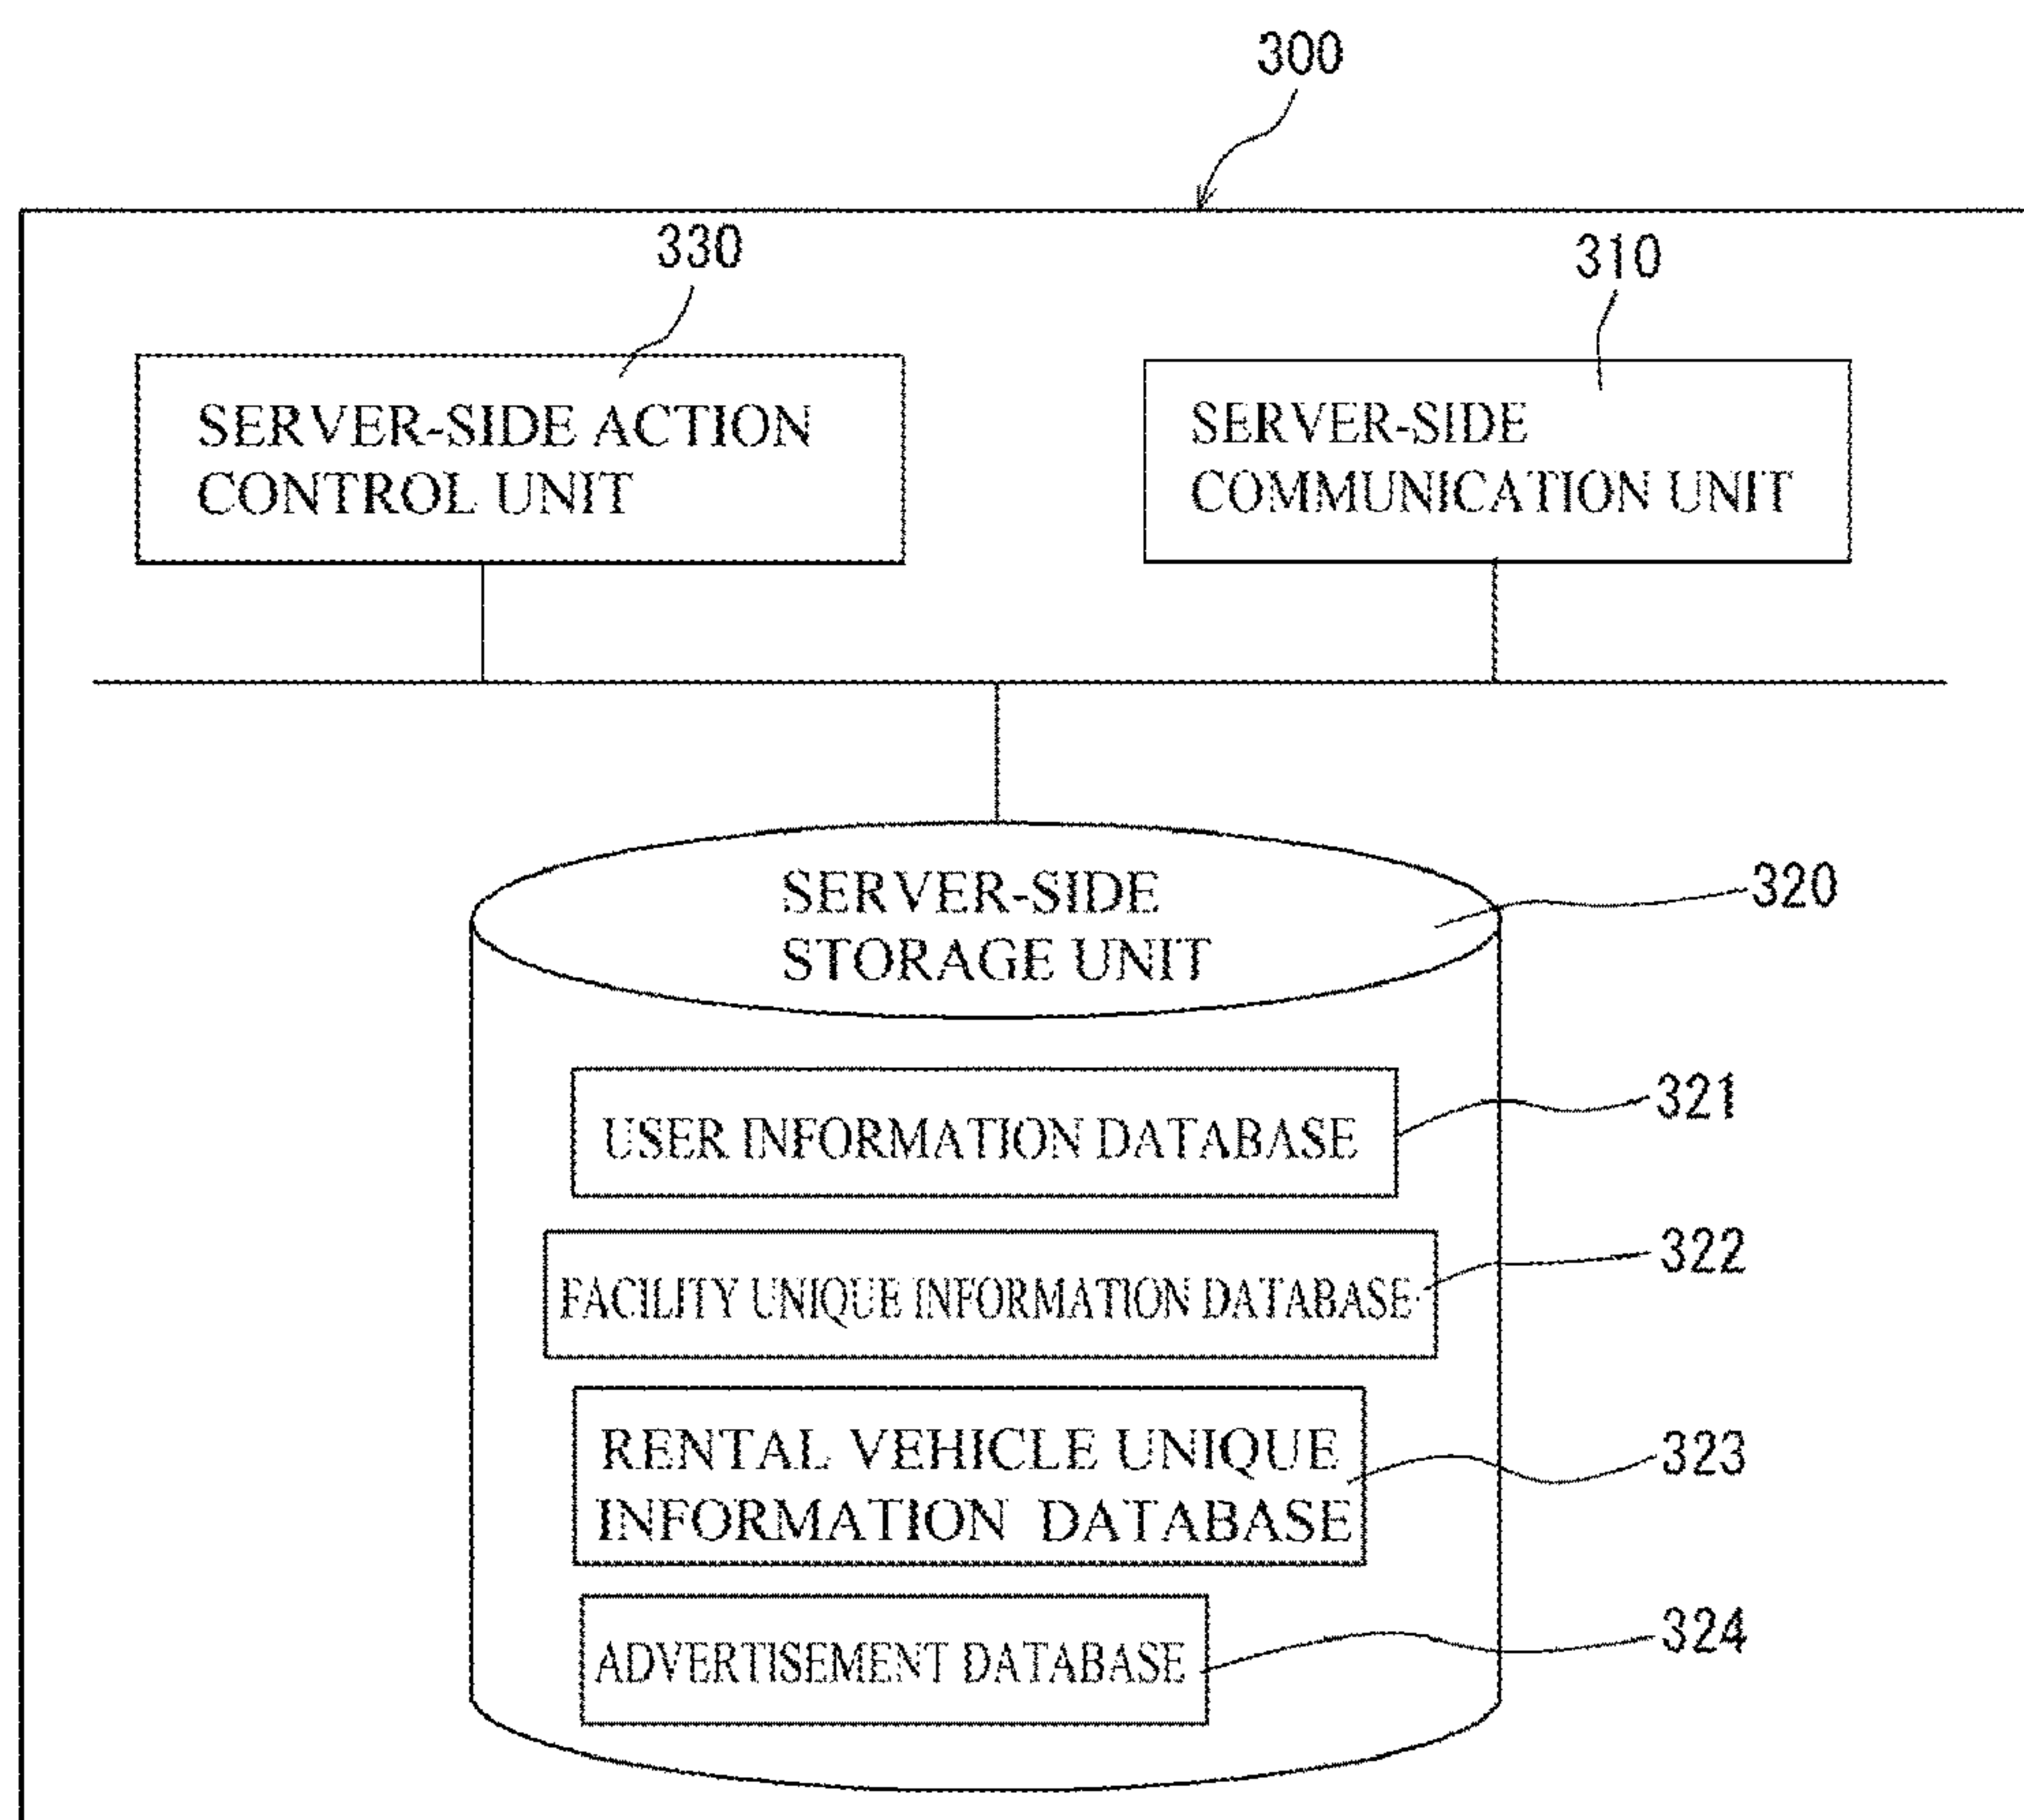 300
330
310
SERVER-SIDE ACTION
CONTROL UNIT
SERVER-SIDE
COMMUNICATION UNIT
SERVER-SIDE
STORAGE UNIT
320
USER INFORMATION DATABASE
321
FACILITY UNIQUE INFORMATION DATABASE
322
RENTAL VEHICLE UNIQUE
INFORMATION DATABASE
323
ADVERTISEMENT DATABASE
324